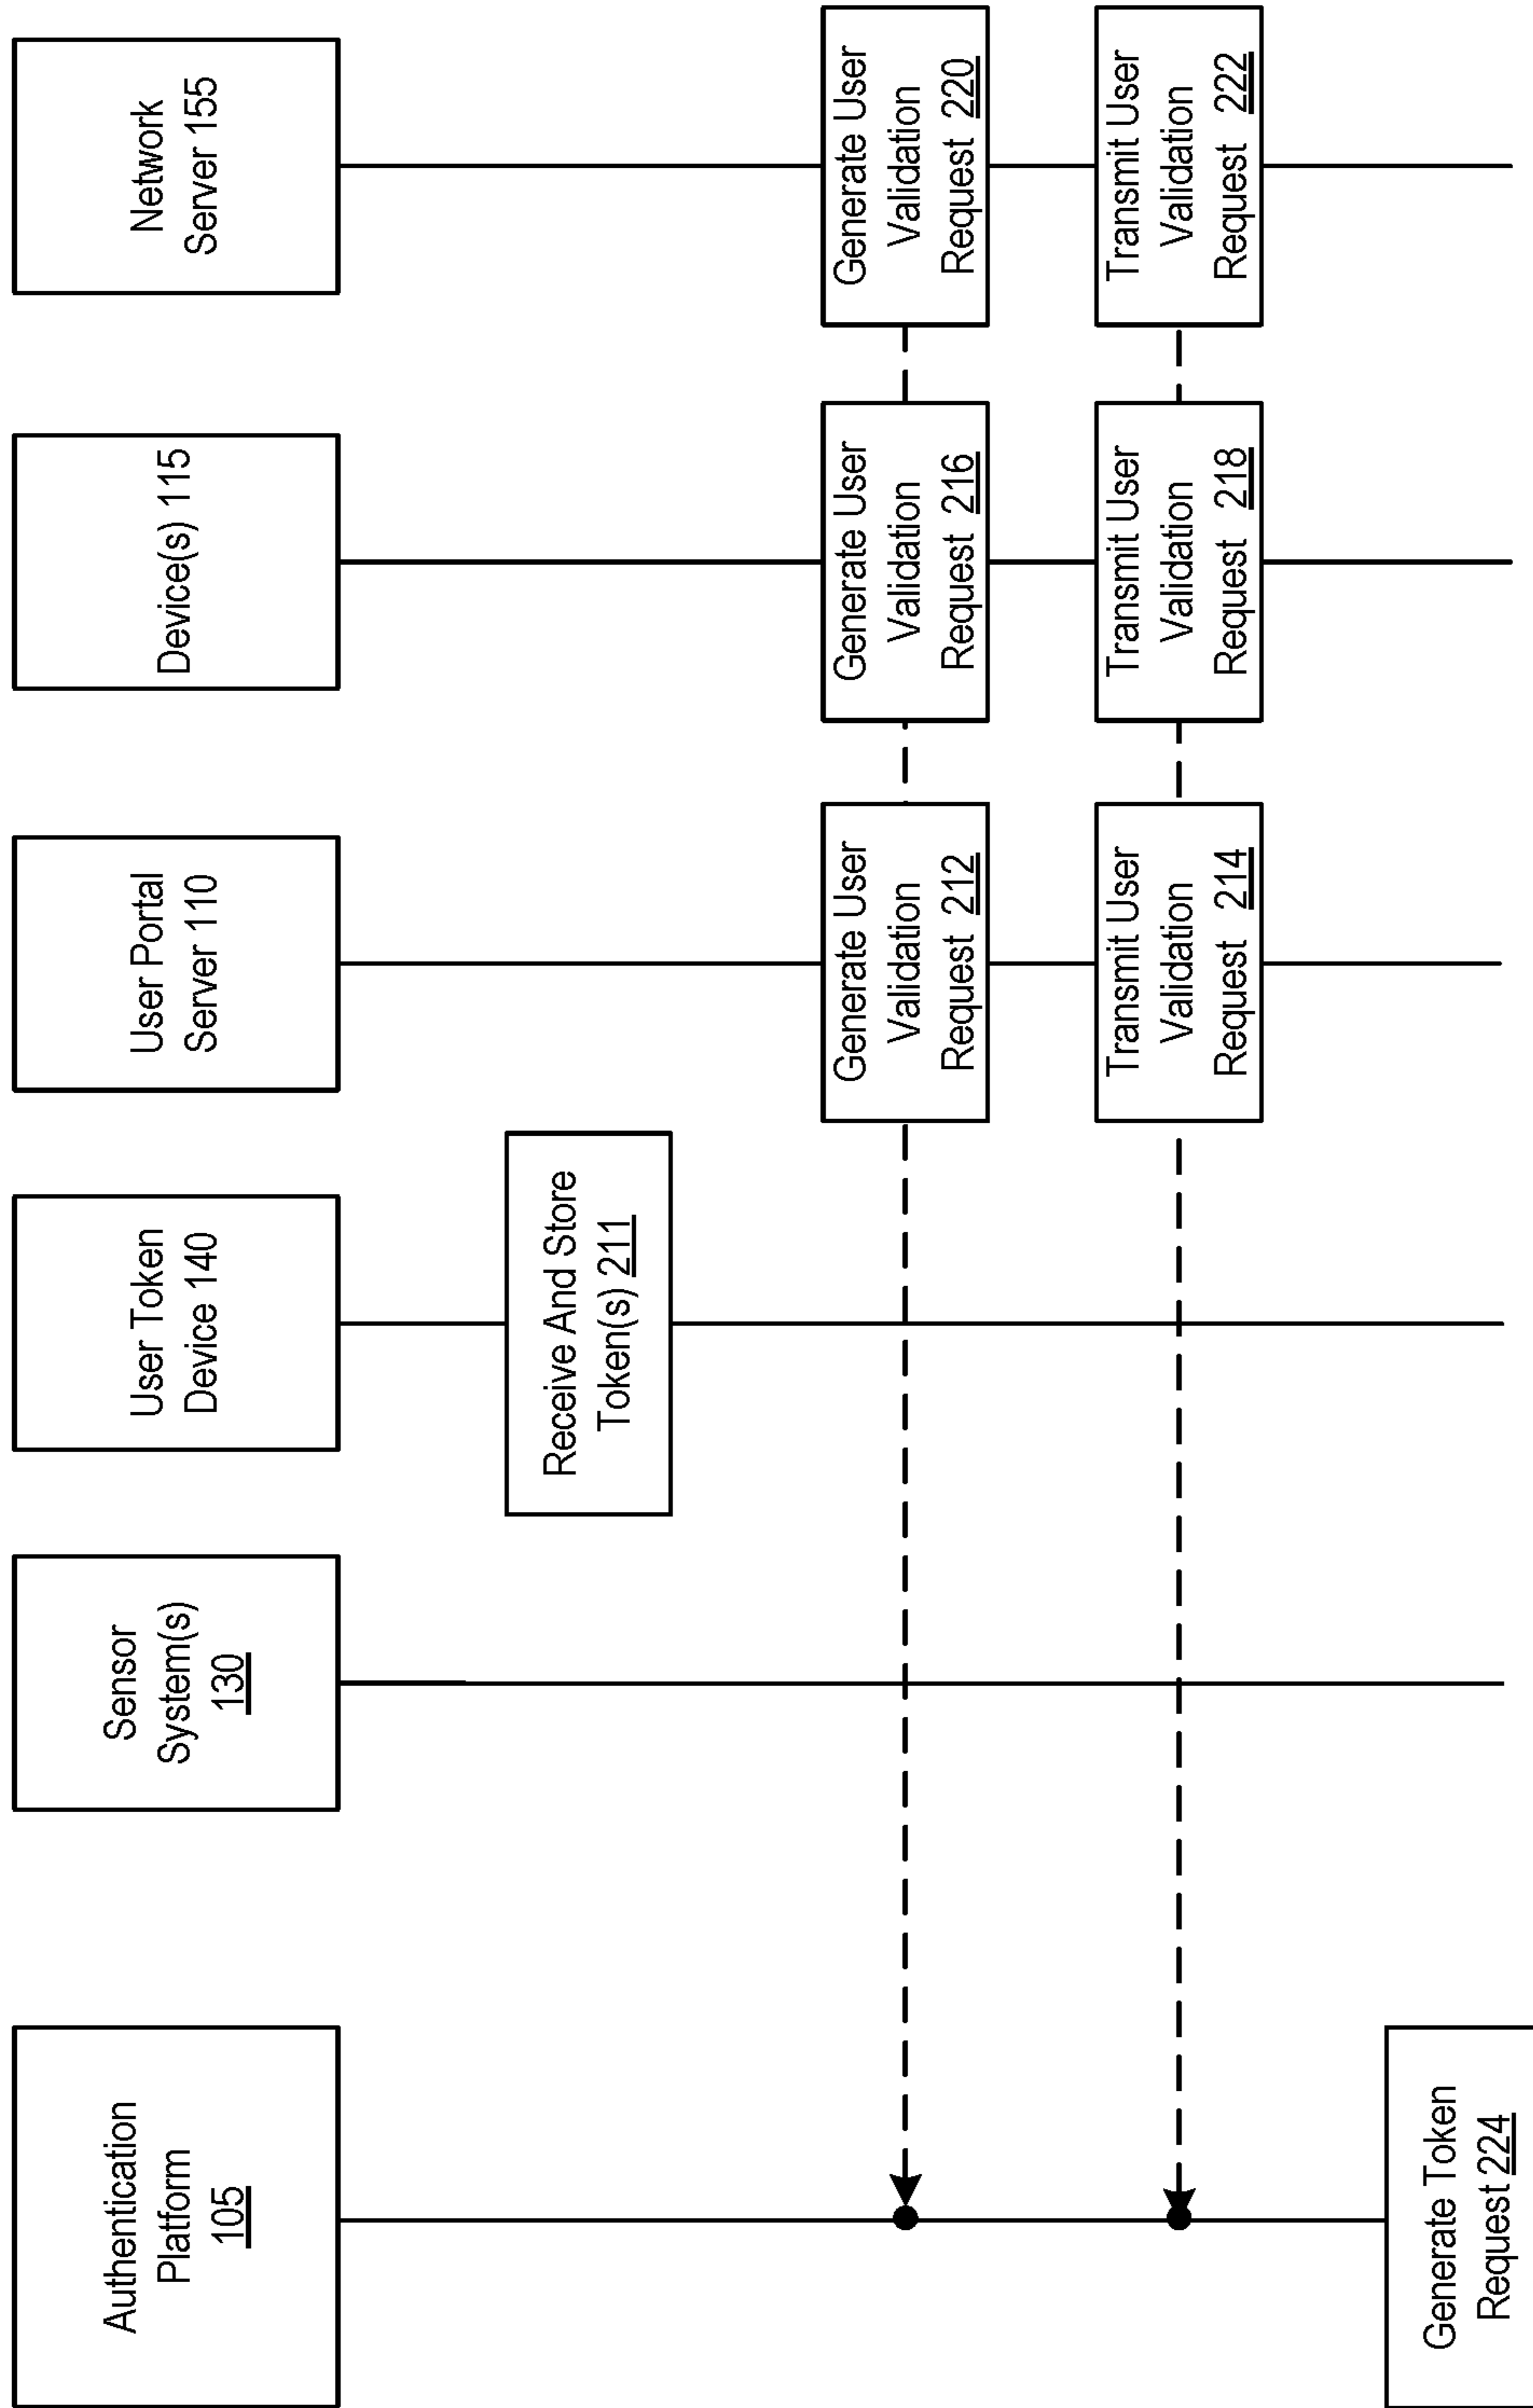 Authentication
Platform
105
Sensor
System(s)
130
User Token
Device 140
User Portal
Server 110
Device(s) 115
Network
Server 155
Receive And Store
Token(s) 211
Generate User
Validation
Request 212
Generate User
Validation
Request 216
Generate User
Validation
Request 220
Transmit User
Validation
Request 214
Transmit User
Validation
Request 218
Transmit User
Validation
Request 222
Generate Token
Request 224